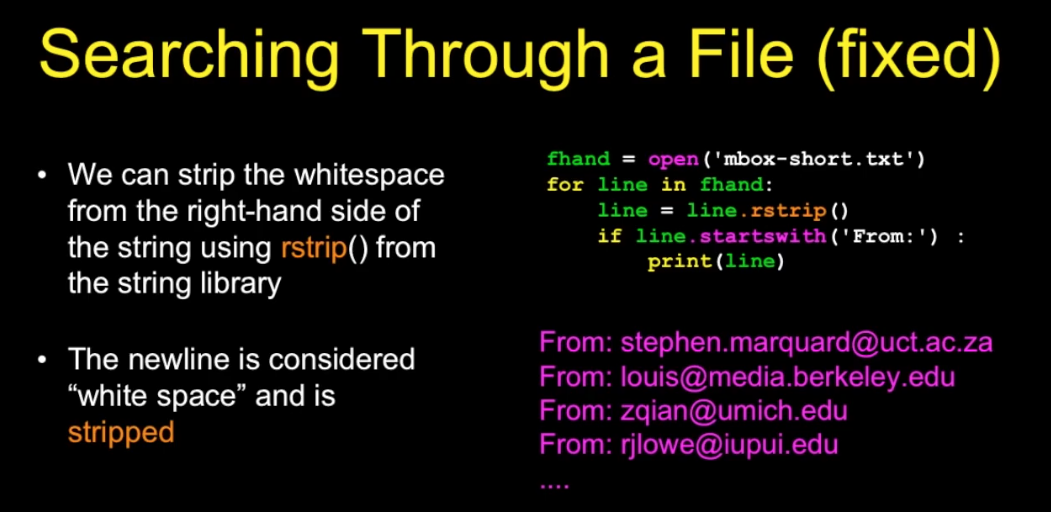 Searching Through a File (fixed)
• We can strip the whitespace
from the right-hand side of
the string using rstrip() from
the string library
• The newline is considered
“white space” and is
stripped
fhand = open('mbox-short.txt')
for line in fhand:
    line = line.rstrip()
    if line.startswith('From:') :
        print(line)
From: stephen.marquard@uct.ac.za
From: louis@media.berkeley.edu
From: zqian@umich.edu
From: rjlowe@iupui.edu
....